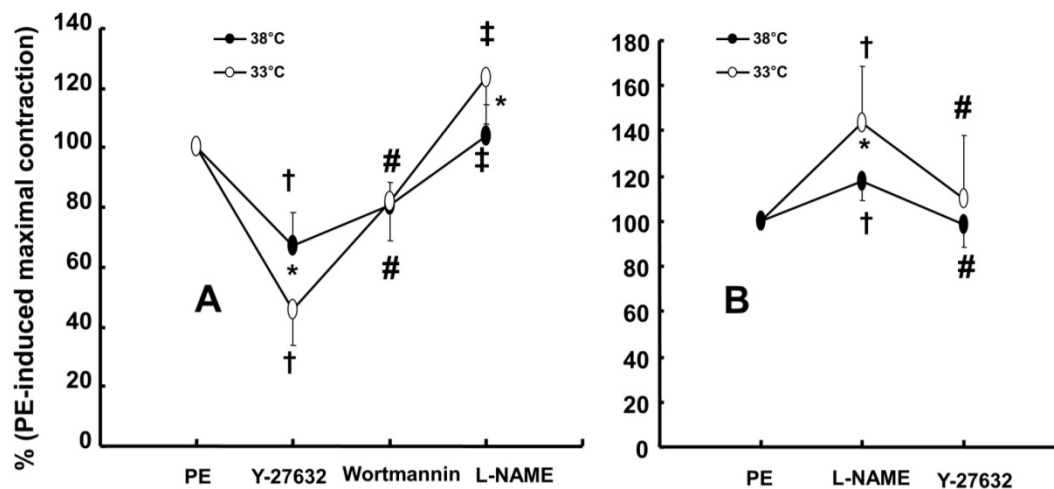 % (PE-induced maximal contraction)
140
120
100
80
60
40
20
0
38°C
33°C
†
*
†
#
#
‡
*
‡
A
PE
Y-27632
Wortmannin
L-NAME
180
160
140
120
100
80
60
40
20
0
38°C
33°C
†
*
†
#
#
B
PE
L-NAME
Y-27632